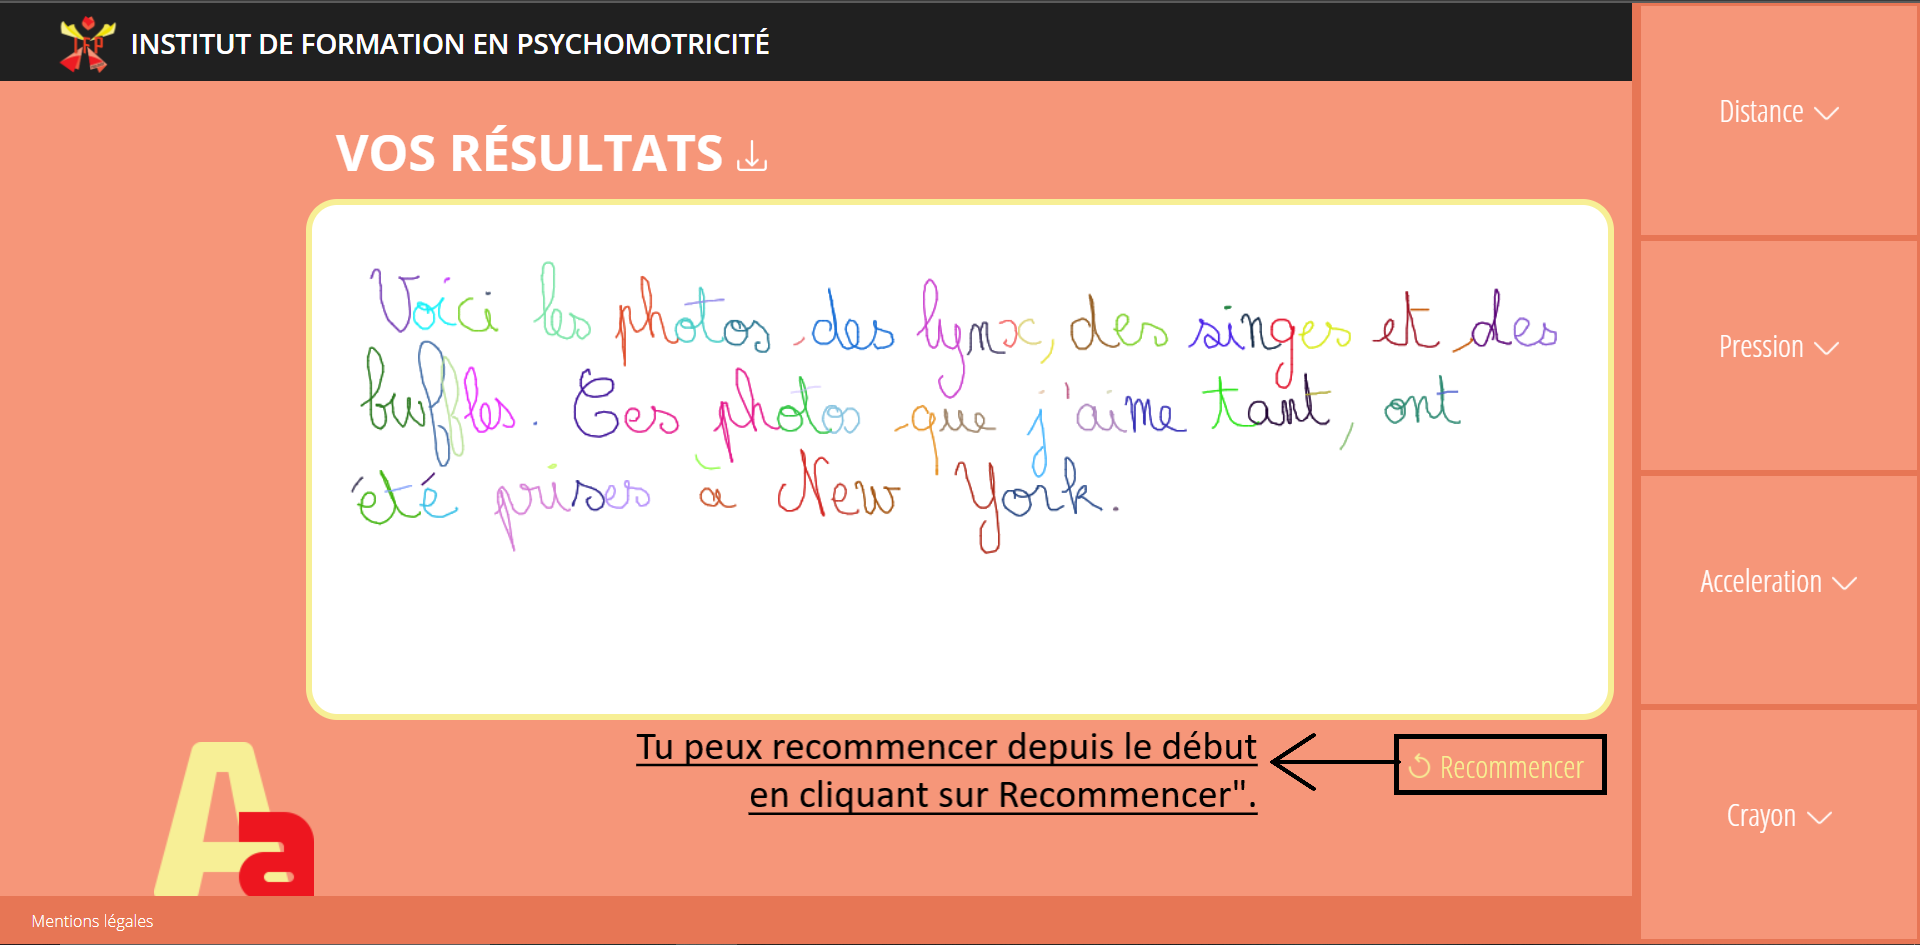 INSTITUT DE FORMATION EN PSYCHOMOTRICITÉ
VOS RÉSULTATS
Voici les photos des lynx, des singes et des
buffles. Ces photos que j'aime tant, ont
été prises à New York.
Tu peux recommencer depuis le début
en cliquant sur Recommencer".
Recommencer
Distance
Pression
Acceleration
Crayon
Aa
Mentions légales